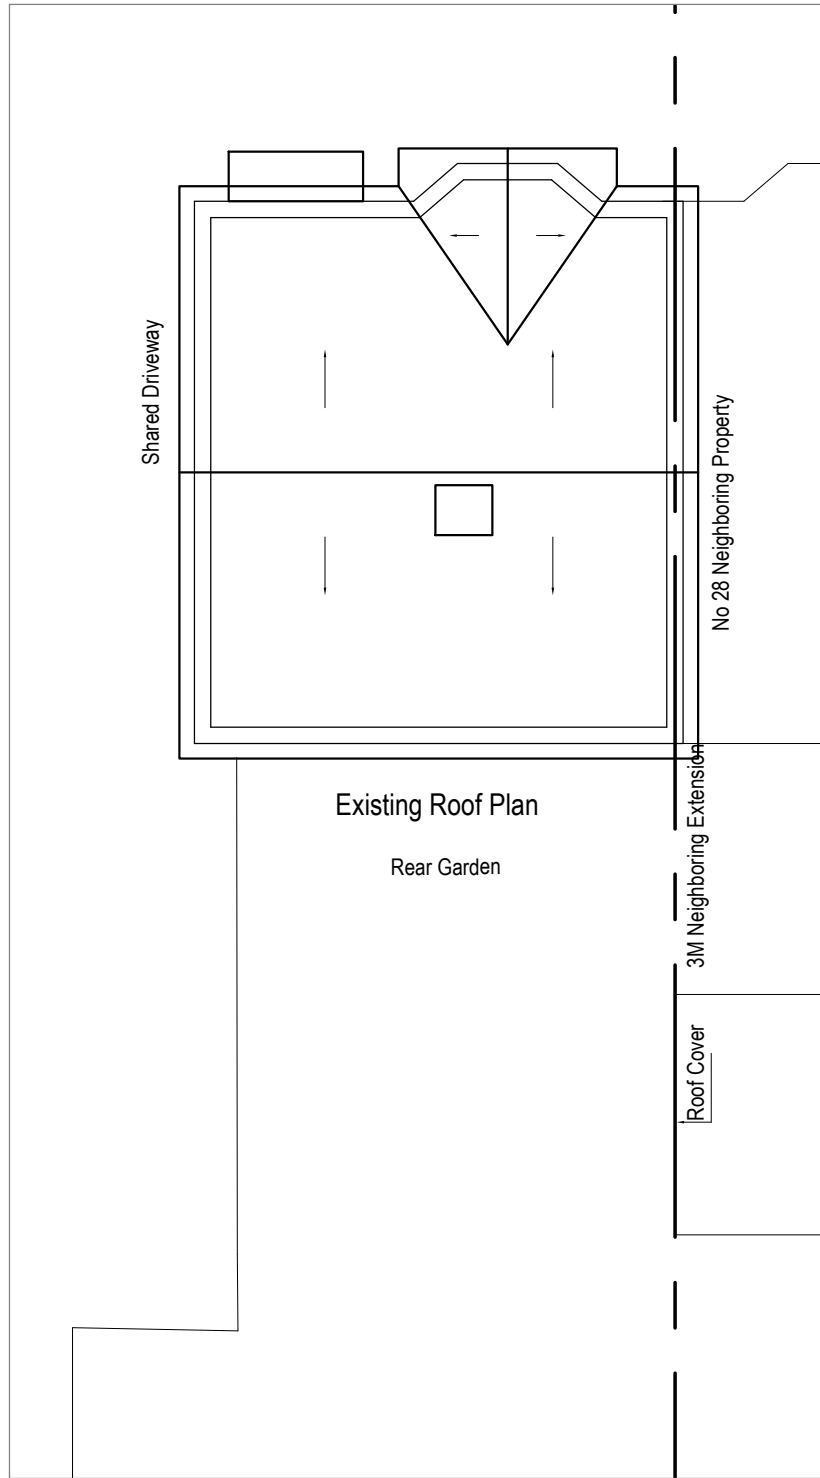 Shared Driveway
No 28 Neighboring Property
Existing Roof Plan
Rear Garden
3M Neighboring Extension
Roof Cover